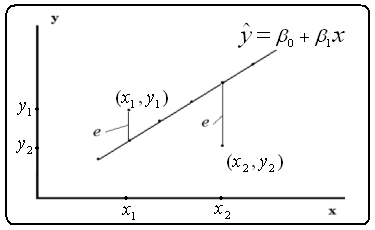 y
ŷ = β₀ + β₁x
(x₁, y₁)
y₁
e
e
y₂
(x₂, y₂)
x₁
x₂
x